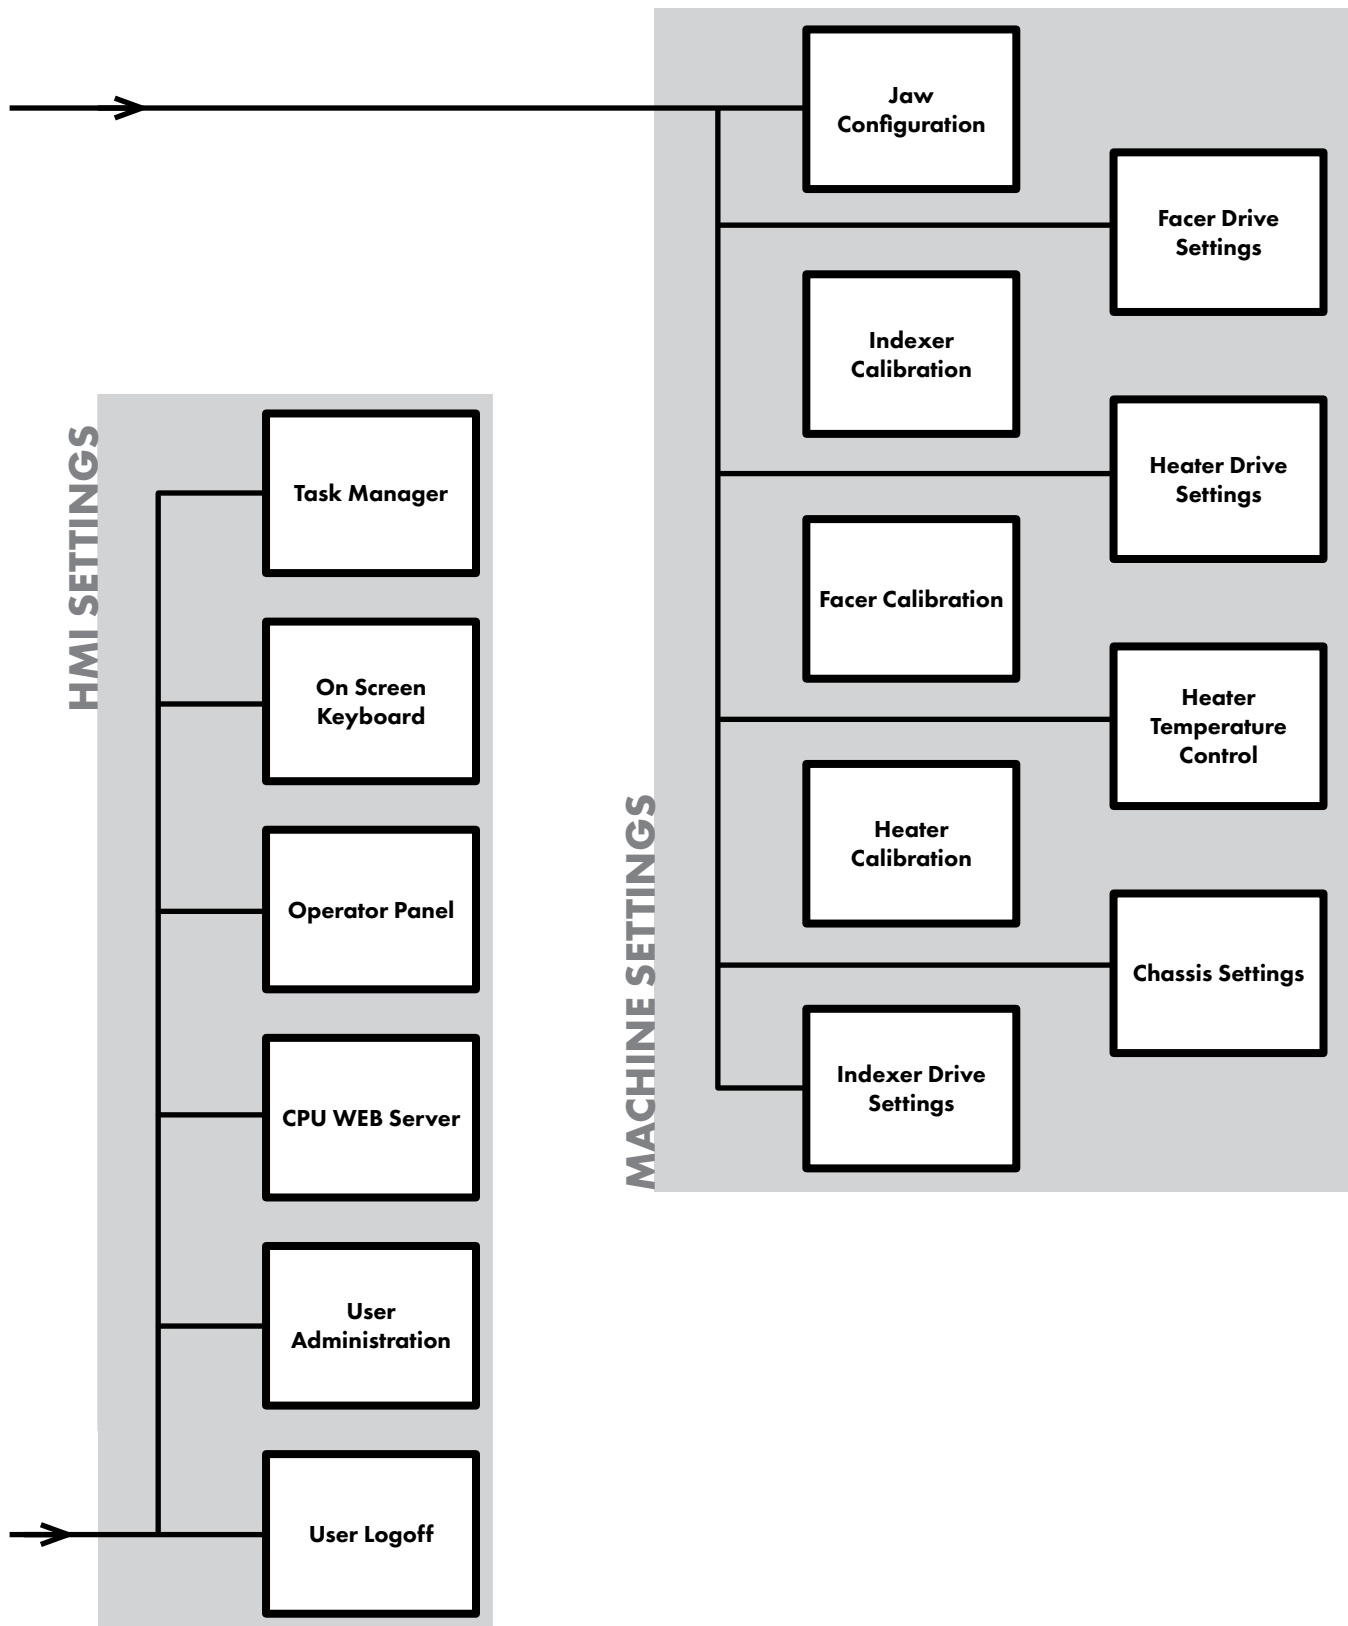 HMI SETTINGS
Task Manager
On Screen
Keyboard
Operator Panel
CPU WEB Server
User
Administration
User Logoff
MACHINE SETTINGS
Jaw
Configuration
Facer Drive
Settings
Indexer
Calibration
Heater Drive
Settings
Facer Calibration
Heater
Temperature
Control
Heater
Calibration
Chassis Settings
Indexer Drive
Settings